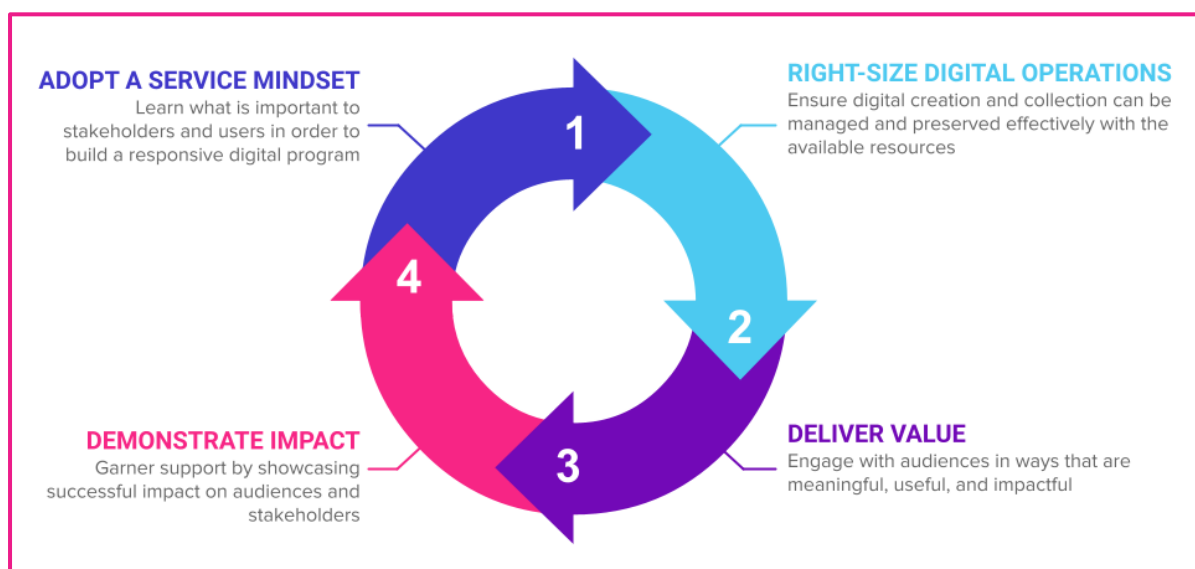 ADOPT A SERVICE MINDSET
Learn what is important to
stakeholders and users in order to
build a responsive digital program
1
RIGHT-SIZE DIGITAL OPERATIONS
Ensure digital creation and collection can be
managed and preserved effectively with the
available resources
2
DELIVER VALUE
Engage with audiences in ways that are
meaningful, useful, and impactful
3
DEMONSTRATE IMPACT
Garner support by showcasing
successful impact on audiences and
stakeholders
4